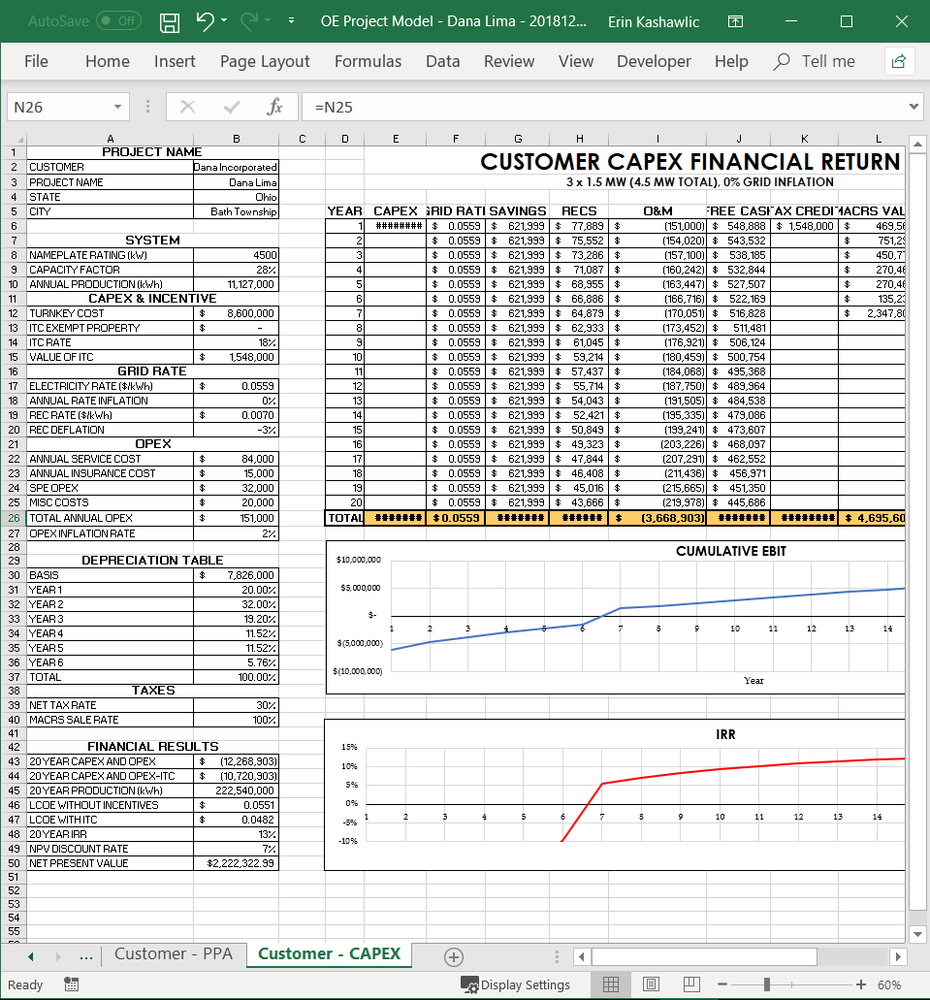 AutoSave Off OE Project Model - Dana Lima - 201812... Erin Kashawlic
File Home Insert Page Layout Formulas Data Review View Developer Help Tell me
N26 fx =N25
A B C D E F G H I J K L
1 PROJECT NAME
2 CUSTOMER Dana Incorporated CUSTOMER CAPEX FINANCIAL RETURN
3 PROJECT NAME Dana Lima 3 x 1.5 MW (4.5 MW TOTAL), 0% GRID INFLATION
4 STATE Ohio
5 CITY Bath Township YEAR CAPEX GRID RATI SAVINGS RECS O&M FREE CASI TAX CREDI MACRS VAL
6 1 ######## $ 0.0559 $ 621,999 $ 77,889 $ (151,000) $ 548,888 $ 1,548,000 $ 469,56
7 SYSTEM 2 $ 0.0559 $ 621,999 $ 75,552 $ (154,020) $ 543,532 $ 751,29
8 NAMEPLATE RATING (kW) 4500 3 $ 0.0559 $ 621,999 $ 73,286 $ (157,100) $ 538,185 $ 450,7
9 CAPACITY FACTOR 28% 4 $ 0.0559 $ 621,999 $ 71,087 $ (160,242) $ 532,844 $ 270,46
10 ANNUAL PRODUCTION (kWh) 11,127,000 5 $ 0.0559 $ 621,999 $ 68,955 $ (163,447) $ 527,507 $ 270,46
11 CAPEX & INCENTIVE 6 $ 0.0559 $ 621,999 $ 66,886 $ (166,716) $ 522,169 $ 135,23
12 TURNKEY COST $ 8,600,000 7 $ 0.0559 $ 621,999 $ 64,879 $ (170,051) $ 516,828 $ 2,347,80
13 ITC EXEMPT PROPERTY $ - 8 $ 0.0559 $ 621,999 $ 62,933 $ (173,452) $ 511,481
14 ITC RATE 18% 9 $ 0.0559 $ 621,999 $ 61,045 $ (176,921) $ 506,124
15 VALUE OF ITC $ 1,548,000 10 $ 0.0559 $ 621,999 $ 59,214 $ (180,459) $ 500,754
16 GRID RATE 11 $ 0.0559 $ 621,999 $ 57,437 $ (184,068) $ 495,368
17 ELECTRICITY RATE ($/kWh) $ 0.0559 12 $ 0.0559 $ 621,999 $ 55,714 $ (187,750) $ 489,964
18 ANNUAL RATE INFLATION 0% 13 $ 0.0559 $ 621,999 $ 54,043 $ (191,505) $ 484,538
19 REC RATE ($/kWh) $ 0.0070 14 $ 0.0559 $ 621,999 $ 52,421 $ (195,335) $ 479,086
20 REC DEFLATION -3% 15 $ 0.0559 $ 621,999 $ 50,849 $ (199,241) $ 473,607
21 OPEX 16 $ 0.0559 $ 621,999 $ 49,323 $ (203,226) $ 468,097
22 ANNUAL SERVICE COST $ 84,000 17 $ 0.0559 $ 621,999 $ 47,844 $ (207,291) $ 462,552
23 ANNUAL INSURANCE COST $ 15,000 18 $ 0.0559 $ 621,999 $ 46,408 $ (211,436) $ 456,971
24 SPE OPEX $ 32,000 19 $ 0.0559 $ 621,999 $ 45,016 $ (215,665) $ 451,350
25 MISC COSTS $ 20,000 20 $ 0.0559 $ 621,999 $ 43,666 $ (219,978) $ 445,686
26 TOTAL ANNUAL OPEX $ 151,000 TOTAL ####### $0.0559 ####### ###### $ (3,668,903) ####### ######## $ 4,695,60
27 OPEX INFLATION RATE 2%
28 CUMULATIVE EBIT
29 DEPRECIATION TABLE $10,000,000
30 BASIS $ 7,826,000
31 YEAR 1 20.00% $5,000,000
32 YEAR 2 32.00%
33 YEAR 3 19.20% $-
34 YEAR 4 11.52% 1 2 3 4 5 6 7 8 9 10 11 12 13 14
35 YEAR 5 11.52% $(5,000,000)
36 YEAR 6 5.76%
37 TOTAL 100.00% $(10,000,000)
38 TAXES Year
39 NET TAX RATE 30%
40 MACRS SALE RATE 100%
41 IRR
42 FINANCIAL RESULTS 15%
43 20 YEAR CAPEX AND OPEX $ (12,268,903) 10%
44 20 YEAR CAPEX AND OPEX-ITC $ (10,720,903)
45 20 YEAR PRODUCTION (kWh) 222,540,000 5%
46 LCOE WITHOUT INCENTIVES $ 0.0551 0%
47 LCOE WITH ITC $ 0.0482 -5% 1 2 3 4 5 6 7 8 9 10 11 12 13 14
48 20 YEAR IRR 13% -10%
49 NPV DISCOUNT RATE 7%
50 NET PRESENT VALUE $2,222,322.99
51
52
53
54
55
... Customer - PPA Customer - CAPEX
Ready Display Settings 60%